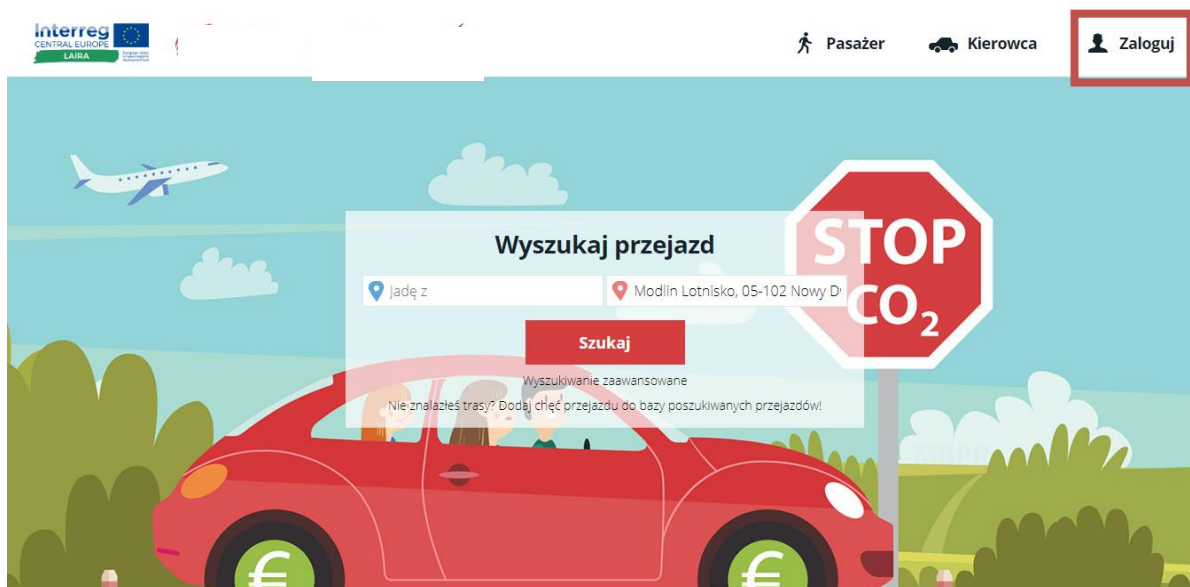 Interreg
CENTRAL EUROPE
LAIRA
Pasażer
Kierowca
Zaloguj
STOP
CO₂
Wyszukaj przejazd
Jadę z
Modlin Lotnisko, 05-102 Nowy D
Szukaj
Wyszukiwanie zaawansowane
Nie znalazłeś trasy? Dodaj chęć przejazdu do bazy poszukiwanych przejazdów!
€
€